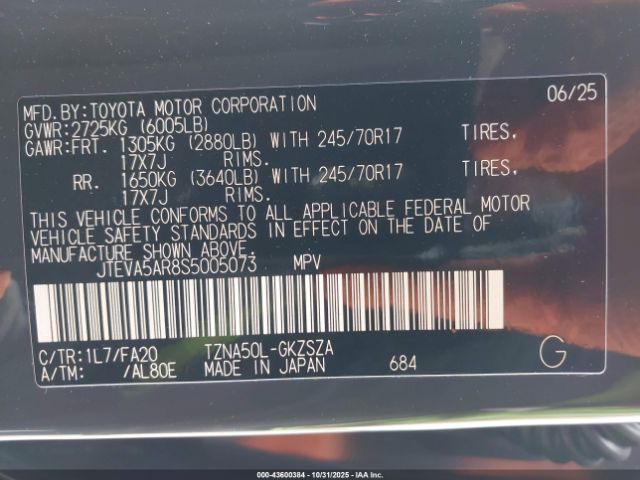 MFD.BY:TOYOTA MOTOR CORPORATION 06/25
GVWR:2725KG (6005LB)
GAWR:FRT. 1305KG (2880LB) WITH 245/70R17 TIRES,
17X7J RIMS.
RR. 1650KG (3640LB) WITH 245/70R17 TIRES,
17X7J RIMS.
THIS VEHICLE CONFORMS TO ALL APPLICABLE FEDERAL MOTOR
VEHICLE SAFETY STANDARDS IN EFFECT ON THE DATE OF
MANUFACTURE SHOWN ABOVE.
JTEVA5AR8S5005073 MPV
C/TR:1L7/FA20 TZNA50L-GKZSZA
A/TM: /AL80E MADE IN JAPAN 684 G
000-43600384 | 10/31/2025 | IAA Inc.